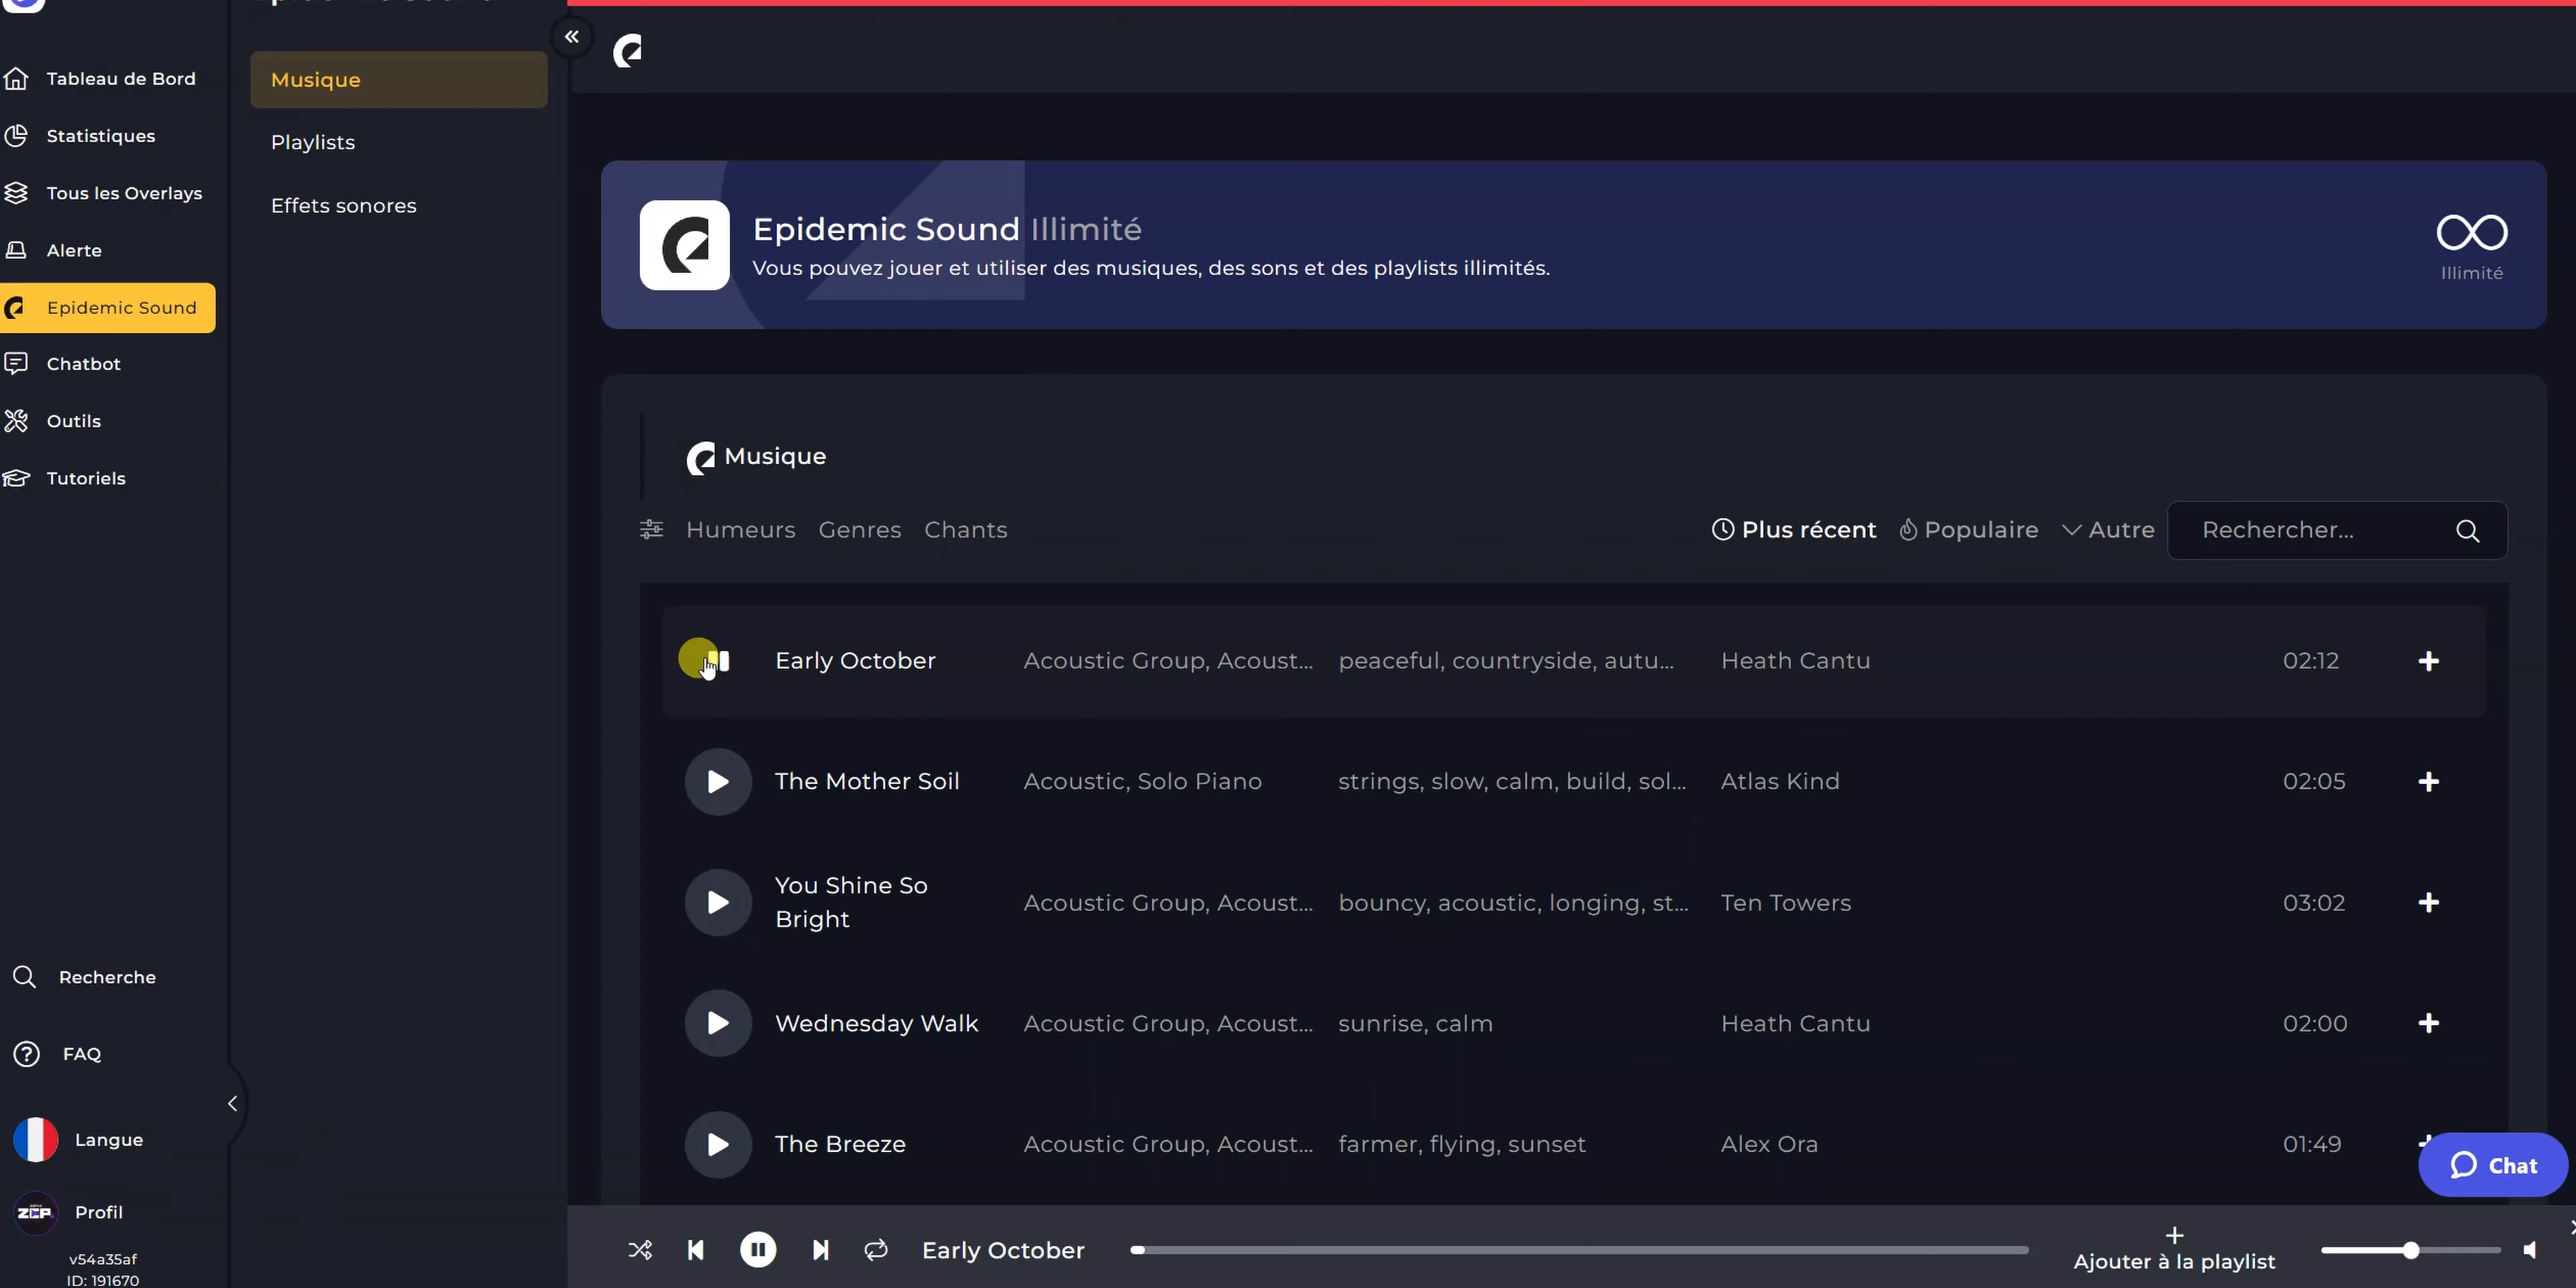 Tableau de Bord
Statistiques
Tous les Overlays
Alerte
Epidemic Sound
Chatbot
Outils
Tutoriels
Recherche
FAQ
Langue
ZEP
Profil
v54a35af
ID: 191670
Musique
Playlists
Effets sonores
Epidemic Sound Illimité
Vous pouvez jouer et utiliser des musiques, des sons et des playlists illimités.
Illimité
Musique
Humeurs Genres Chants Plus récent Populaire Autre Rechercher...
Early October Acoustic Group, Acoust... peaceful, countryside, autu... Heath Cantu 02:12
The Mother Soil Acoustic, Solo Piano strings, slow, calm, build, sol... Atlas Kind 02:05
You Shine So
Bright Acoustic Group, Acoust... bouncy, acoustic, longing, st... Ten Towers 03:02
Wednesday Walk Acoustic Group, Acoust... sunrise, calm Heath Cantu 02:00
The Breeze Acoustic Group, Acoust... farmer, flying, sunset Alex Ora 01:49
Chat
Early October
Ajouter à la playlist